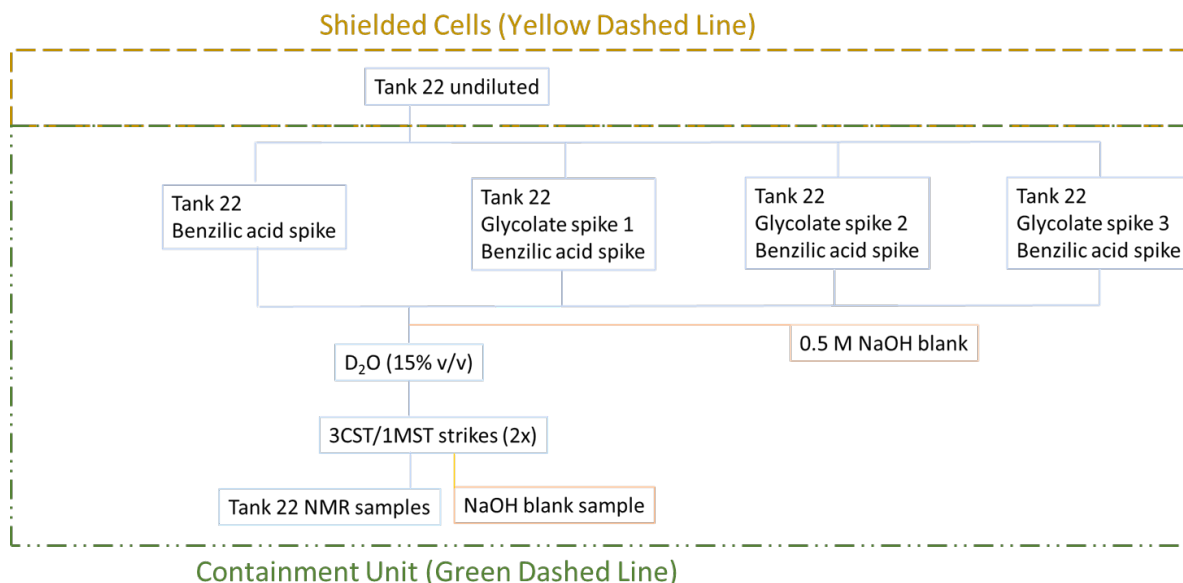 Shielded Cells (Yellow Dashed Line)
Tank 22 undiluted
Tank 22
Benzilic acid spike
Tank 22
Glycolate spike 1
Benzilic acid spike
Tank 22
Glycolate spike 2
Benzilic acid spike
Tank 22
Glycolate spike 3
Benzilic acid spike
0.5 M NaOH blank
D₂O (15% v/v)
3CST/1MST strikes (2x)
Tank 22 NMR samples
NaOH blank sample
Containment Unit (Green Dashed Line)